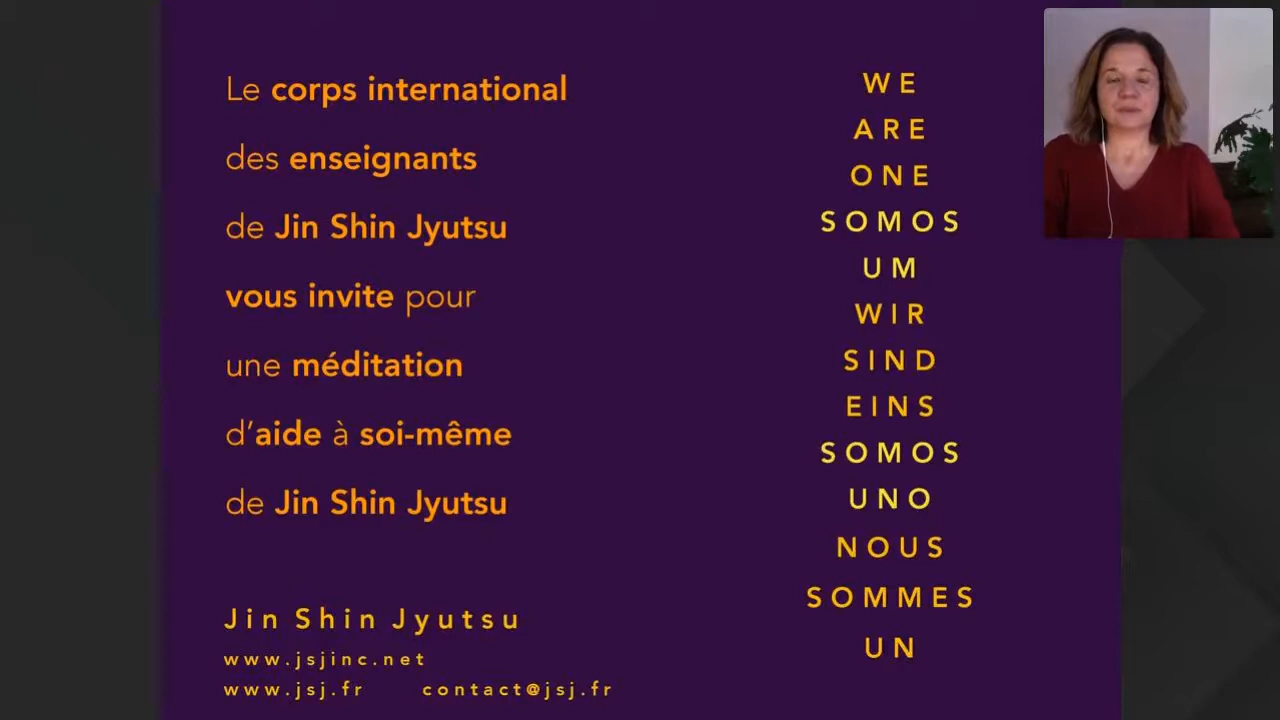 Le corps international
des enseignants
de Jin Shin Jyutsu
vous invite pour
une méditation
d’aide à soi-même
de Jin Shin Jyutsu
Jin Shin Jyutsu
www.jsjinc.net
www.jsj.fr contact@jsj.fr
WE
ARE
ONE
SOMOS
UM
WIR
SIND
EINS
SOMOS
UNO
NOUS
SOMMES
UN